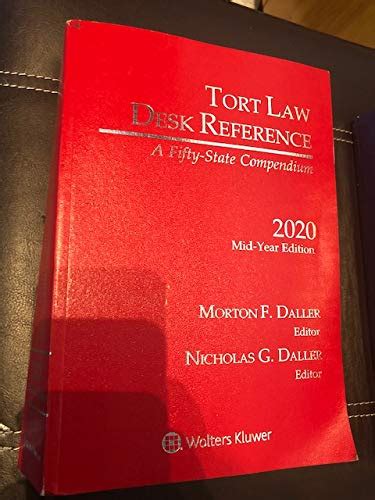 TORT LAW
DESK REFERENCE
A Fifty-State Compendium
2020
Mid-Year Edition
MORTON F. DALLER
Editor
NICHOLAS G. DALLER
Editor
Wolters Kluwer